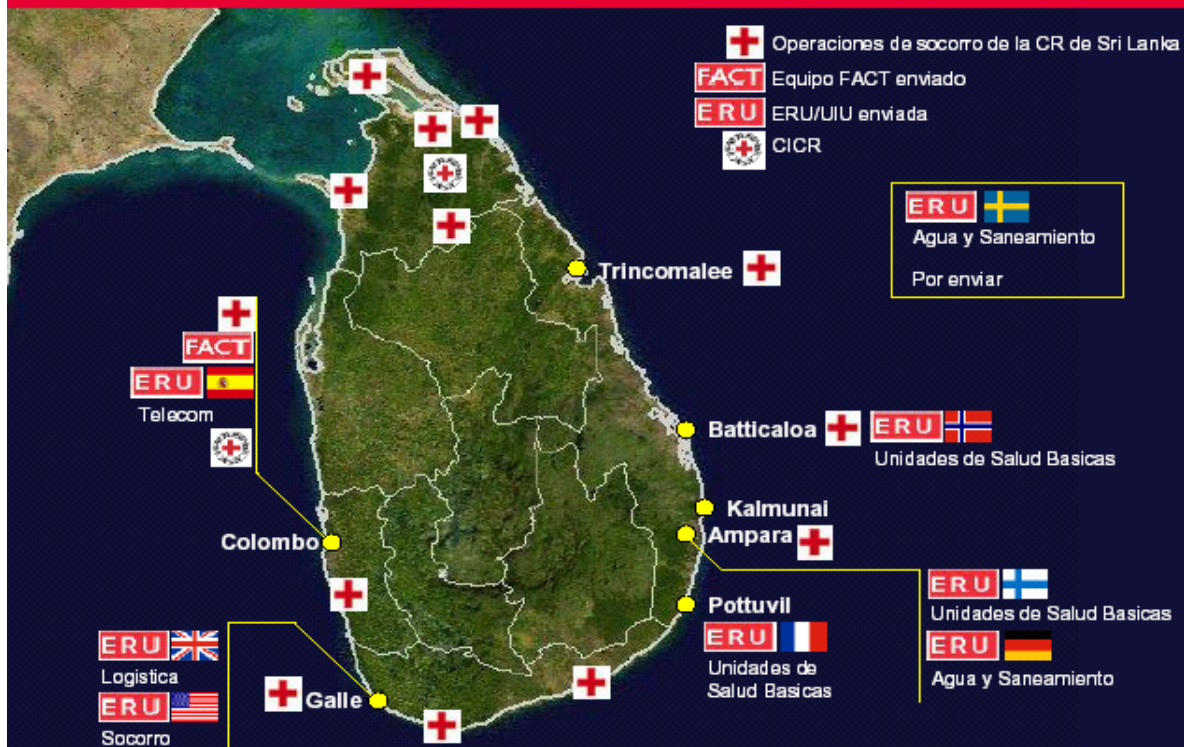 Operaciones de socorro de la CR de Sri Lanka
FACT Equipo FACT enviado
ERU ERU/UIU enviada
CICR
ERU
Agua y Saneamiento
Por enviar
Trincomalee
FACT
ERU
Telecom
Batticaloa ERU
Unidades de Salud Basicas
Kalmunai
Colombo
Ampara
ERU
Unidades de Salud Basicas
ERU
Agua y Saneamiento
Pottuvil
ERU
Unidades de
Salud Basicas
ERU
Logistica
ERU
Socorro
Galle